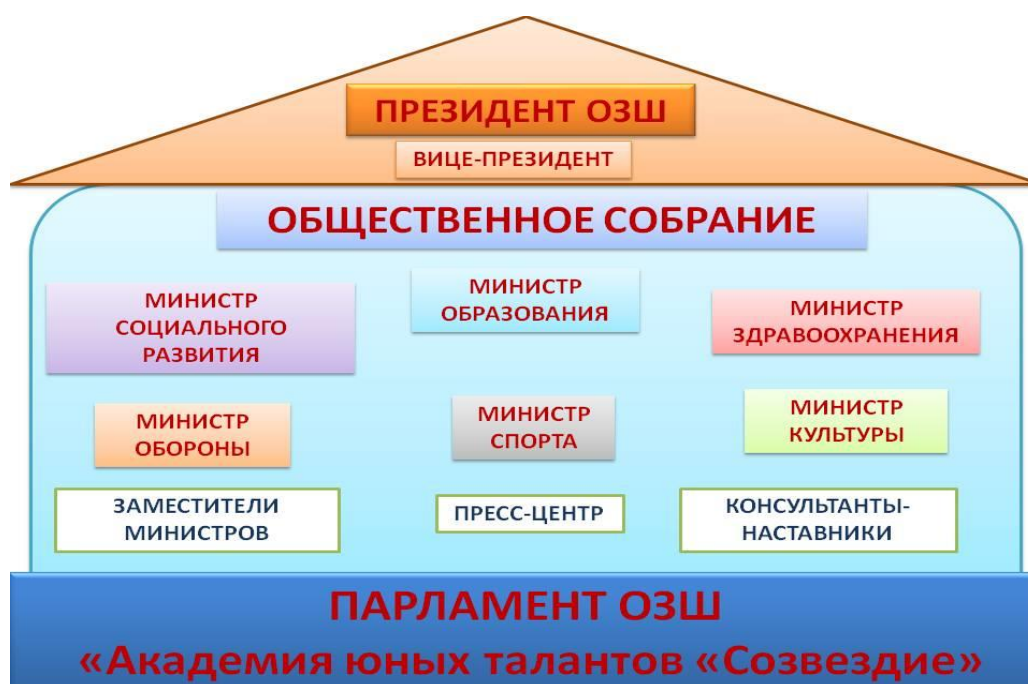 ПРЕЗИДЕНТ ОЗШ
ВИЦЕ-ПРЕЗИДЕНТ
ОБЩЕСТВЕННОЕ СОБРАНИЕ
МИНИСТР
СОЦИАЛЬНОГО
РАЗВИТИЯ
МИНИСТР
ОБРАЗОВАНИЯ
МИНИСТР
ЗДРАВООХРАНЕНИЯ
МИНИСТР
ОБОРОНЫ
МИНИСТР
СПОРТА
МИНИСТР
КУЛЬТУРЫ
ЗАМЕСТИТЕЛИ
МИНИСТРОВ
ПРЕСС-ЦЕНТР
КОНСУЛЬТАНТЫ-
НАСТАВНИКИ
ПАРЛАМЕНТ ОЗШ
«Академия юных талантов «Созвездие»